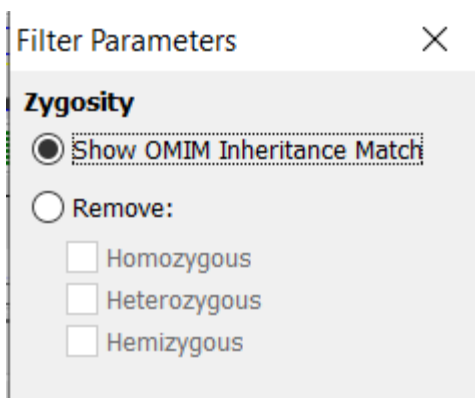 Filter Parameters
Zygosity
Show OMIM Inheritance Match
Remove:
Homozygous
Heterozygous
Hemizygous